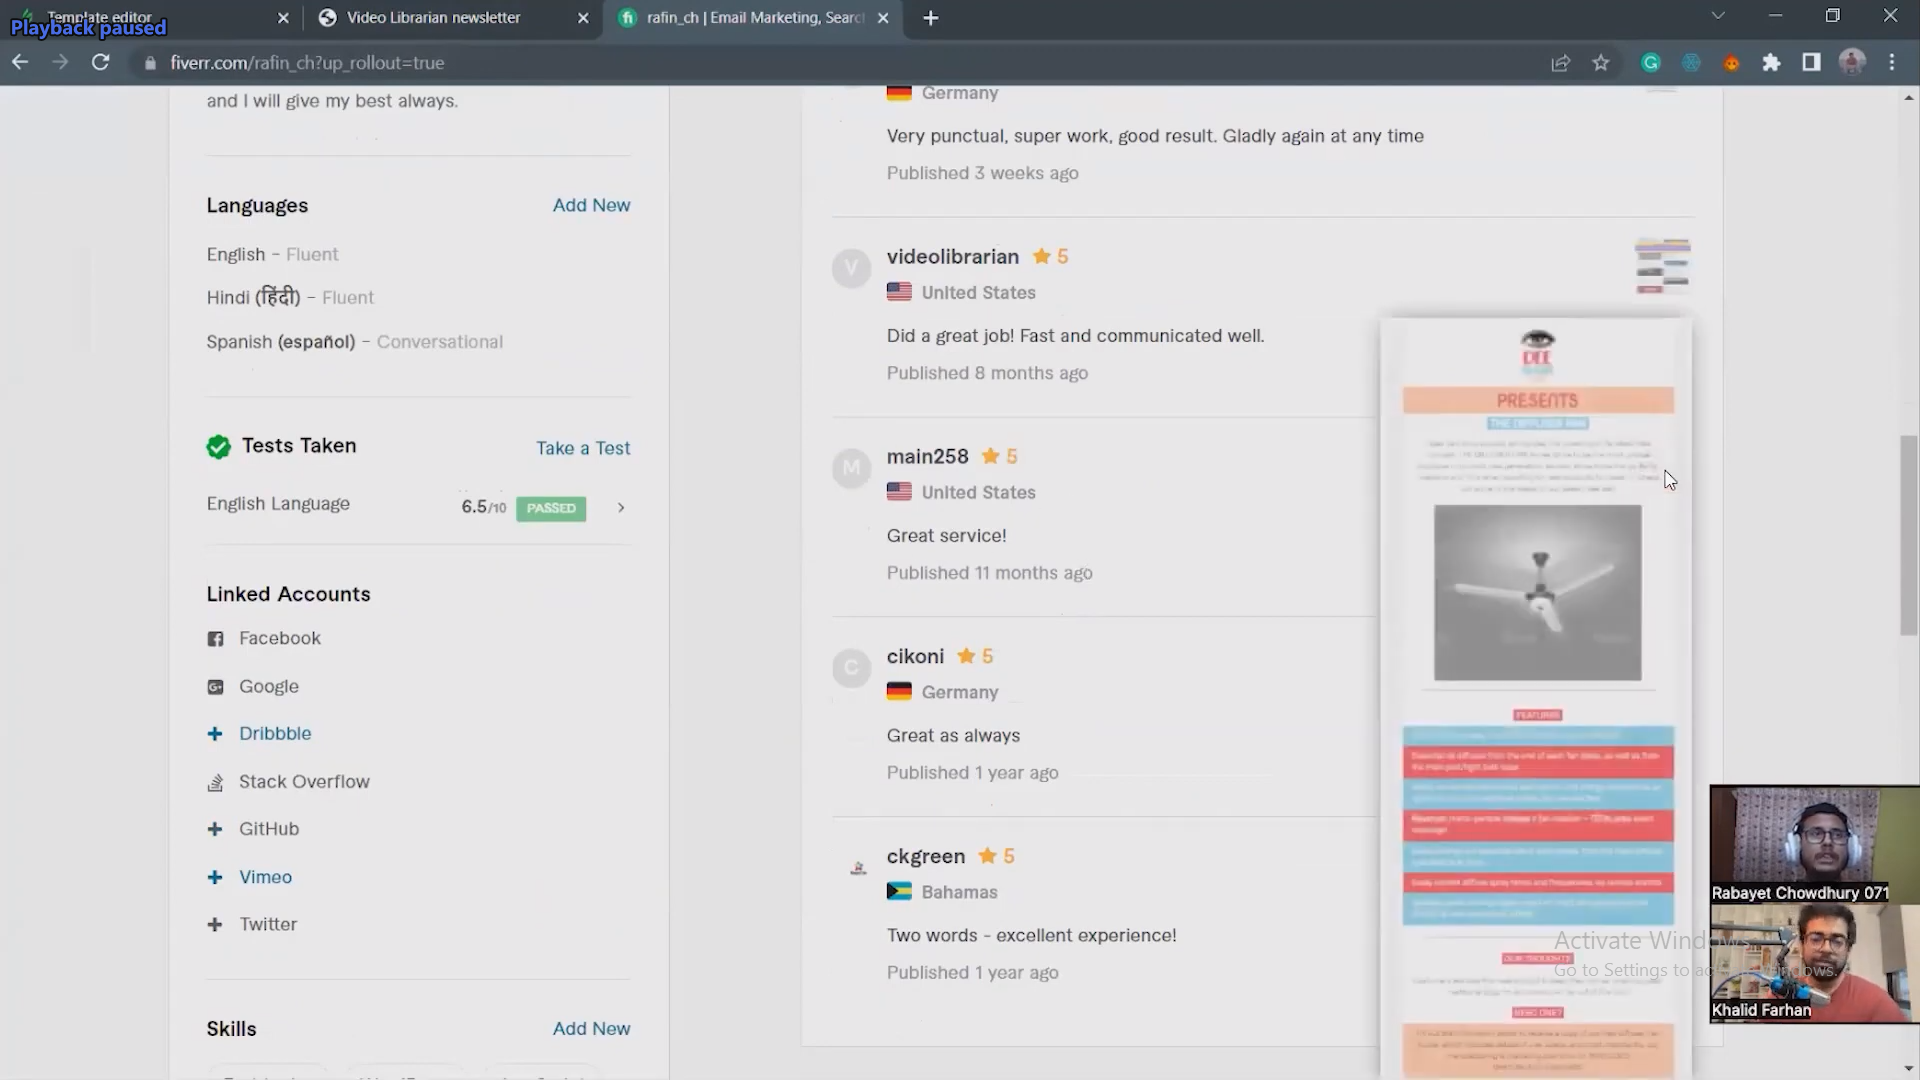 Template editor
Playback paused
Video Librarian newsletter
rafin_ch | Email Marketing, Searc
fiverr.com/rafin_ch?up_rollout=true
and I will give my best always.
Languages
Add New
English - Fluent
Hindi (हिंदी) - Fluent
Spanish (español) - Conversational
Tests Taken
Take a Test
English Language
6.5/10
PASSED
Linked Accounts
Facebook
Google
Dribbble
Stack Overflow
GitHub
Vimeo
Twitter
Skills
Add New
Germany
Very punctual, super work, good result. Gladly again at any time
Published 3 weeks ago
V
videolibrarian
5
United States
Did a great job! Fast and communicated well.
Published 8 months ago
M
main258
5
United States
Great service!
Published 11 months ago
C
cikoni
5
Germany
Great as always
Published 1 year ago
ckgreen
5
Bahamas
Two words - excellent experience!
Published 1 year ago
PRESENTS
FEATURES
OUR THOUGHTS
Rabayet Chowdhury 071
Khalid Farhan
Activate Windows
Go to Settings to activate Windows.